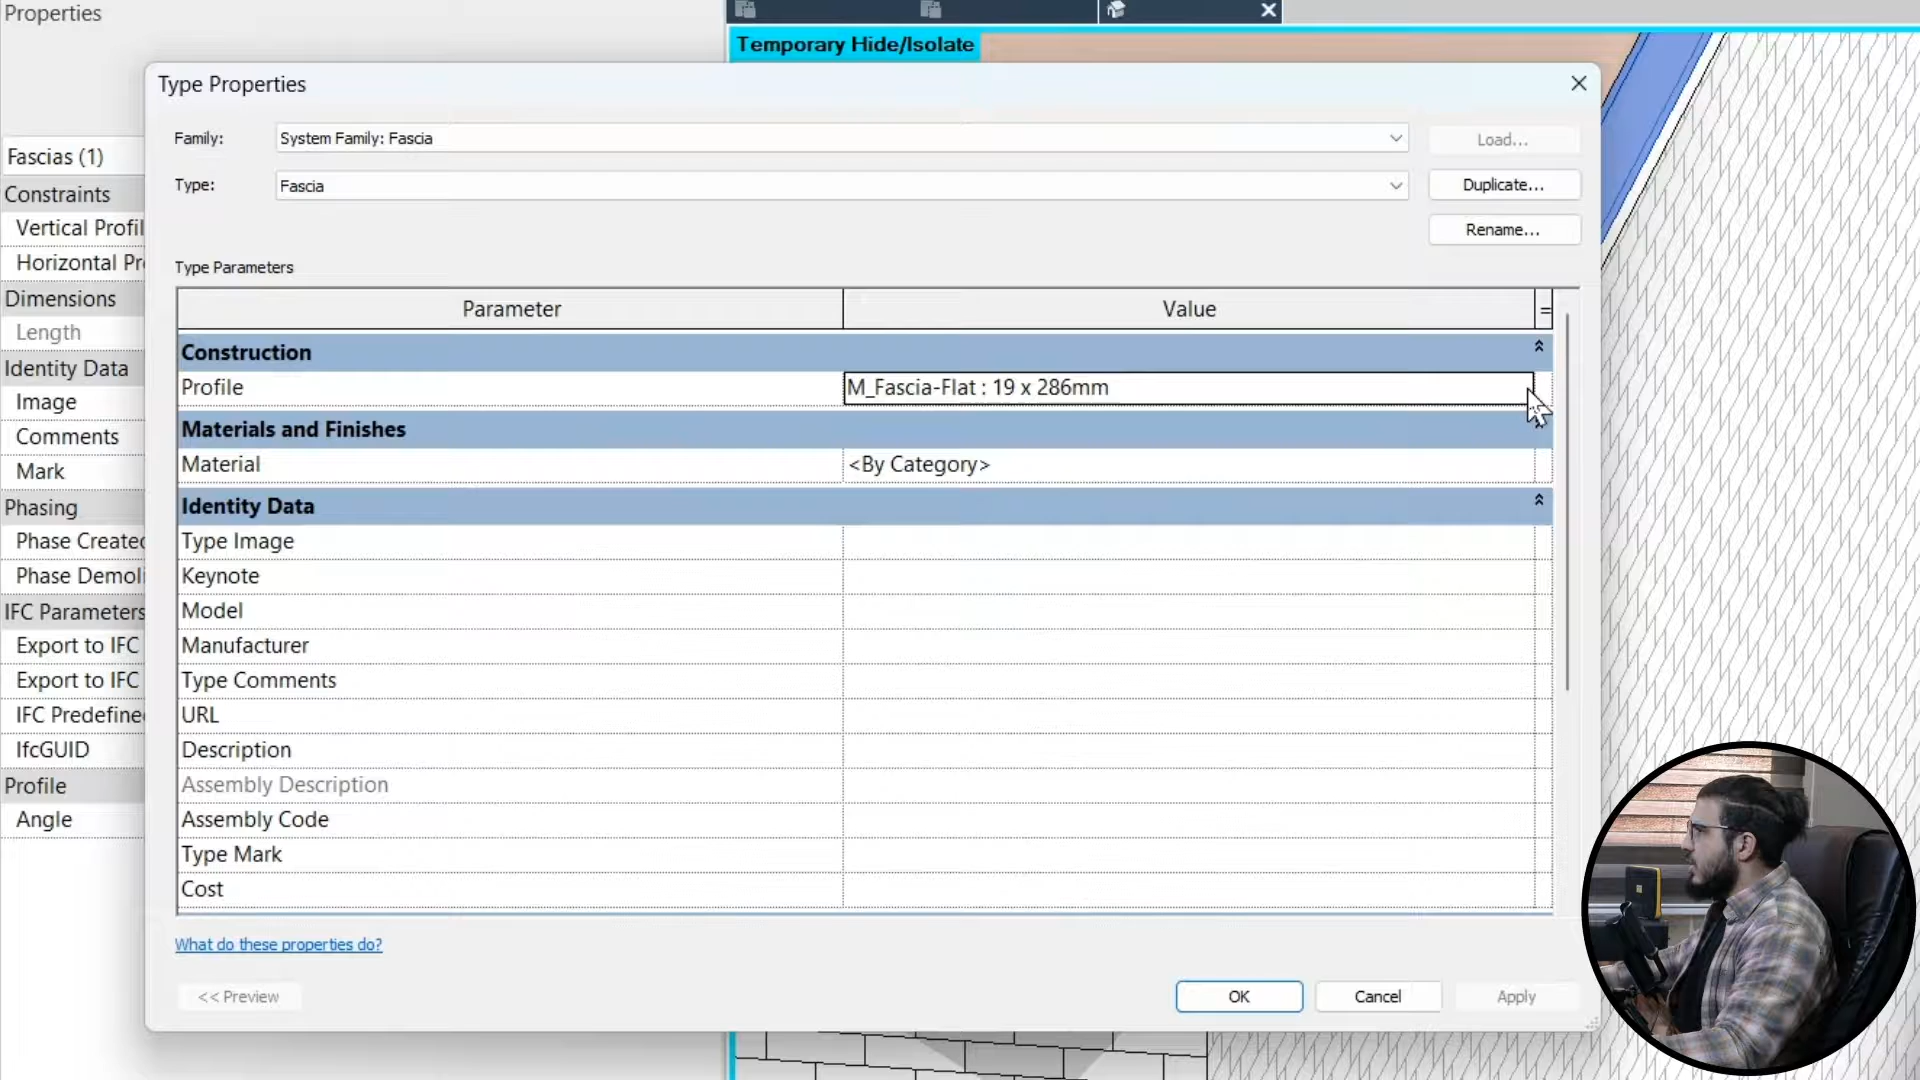 Properties
Temporary Hide/Isolate
Fascias (1)
Constraints
Vertical Profil
Horizontal Pr
Dimensions
Length
Identity Data
Image
Comments
Mark
Phasing
Phase Created
Phase Demoli
IFC Parameters
Export to IFC
Export to IFC
IFC Predefine
IfcGUID
Profile
Angle
Type Properties
Family:
System Family: Fascia
Load...
Type:
Fascia
Duplicate...
Rename...
Type Parameters
Parameter
Value
=
Construction
Profile
M_Fascia-Flat : 19 x 286mm
Materials and Finishes
Material
<By Category>
Identity Data
Type Image
Keynote
Model
Manufacturer
Type Comments
URL
Description
Assembly Description
Assembly Code
Type Mark
Cost
What do these properties do?
<< Preview
OK
Cancel
Apply